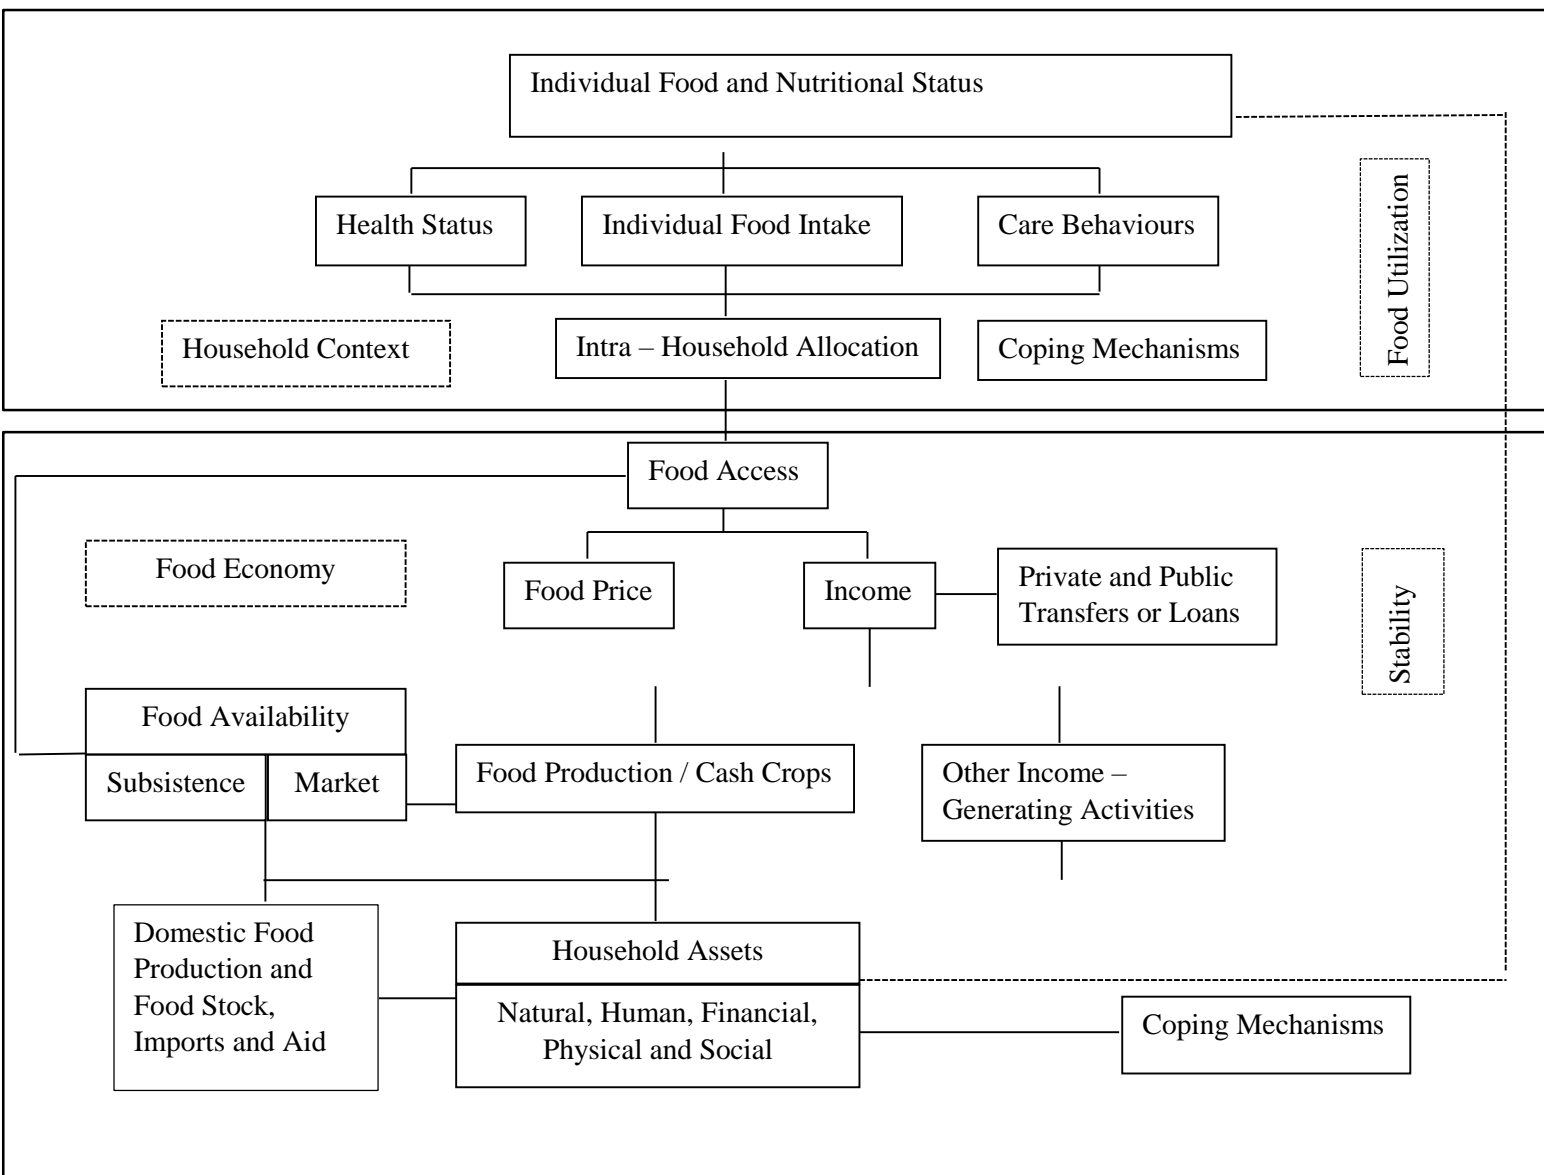 Individual Food and Nutritional Status
Health Status
Individual Food Intake
Care Behaviours
Food Utilization
Household Context
Intra – Household Allocation
Coping Mechanisms
Food Access
Food Economy
Food Price
Income
Private and Public
Transfers or Loans
Stability
Food Availability
Subsistence
Market
Food Production / Cash Crops
Other Income –
Generating Activities
Domestic Food
Production and
Food Stock,
Imports and Aid
Household Assets
Natural, Human, Financial,
Physical and Social
Coping Mechanisms